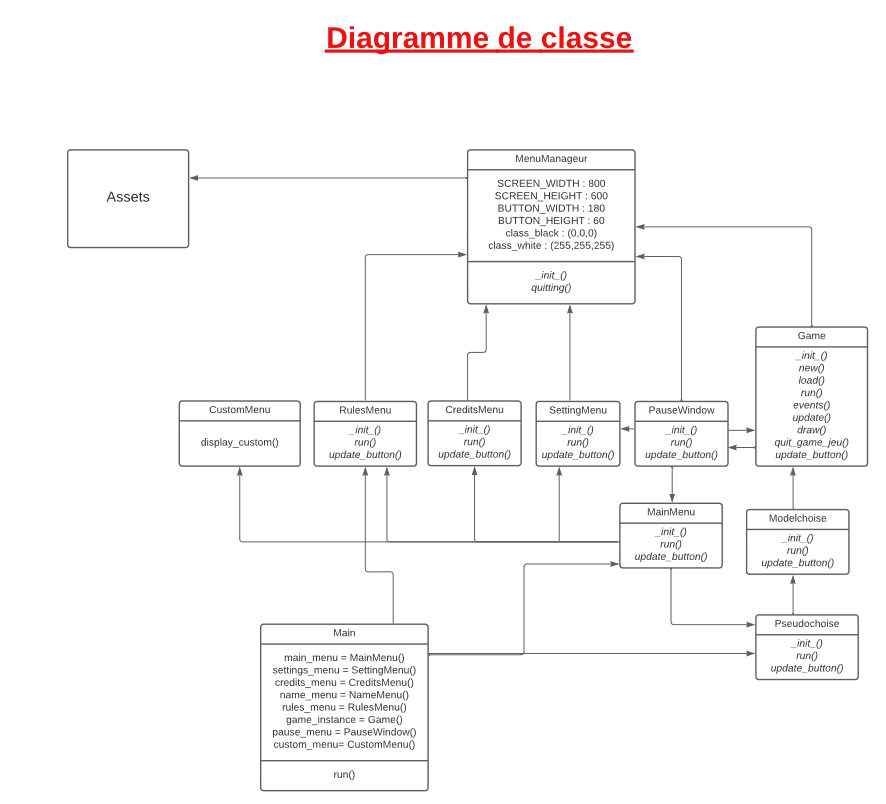 Diagramme de classe
Assets
MenuManageur
SCREEN_WIDTH : 800
SCREEN_HEIGHT : 600
BUTTON_WIDTH : 180
BUTTON_HEIGHT : 60
class_black : (0,0,0)
class_white : (255,255,255)
_init_()
quitting()
Game
_init_()
new()
load()
run()
events()
update()
draw()
quit_game_jeu()
update_button()
CustomMenu
display_custom()
RulesMenu
_init_()
run()
update_button()
CreditsMenu
_init_()
run()
update_button()
SettingMenu
_init_()
run()
update_button()
PauseWindow
_init_()
run()
update_button()
MainMenu
_init_()
run()
update_button()
Modelchoise
_init_()
run()
update_button()
Pseudochoise
_init_()
run()
update_button()
Main
main_menu = MainMenu()
settings_menu = SettingMenu()
credits_menu = CreditsMenu()
name_menu = NameMenu()
rules_menu = RulesMenu()
game_instance = Game()
pause_menu = PauseWindow()
custom_menu= CustomMenu()
run()